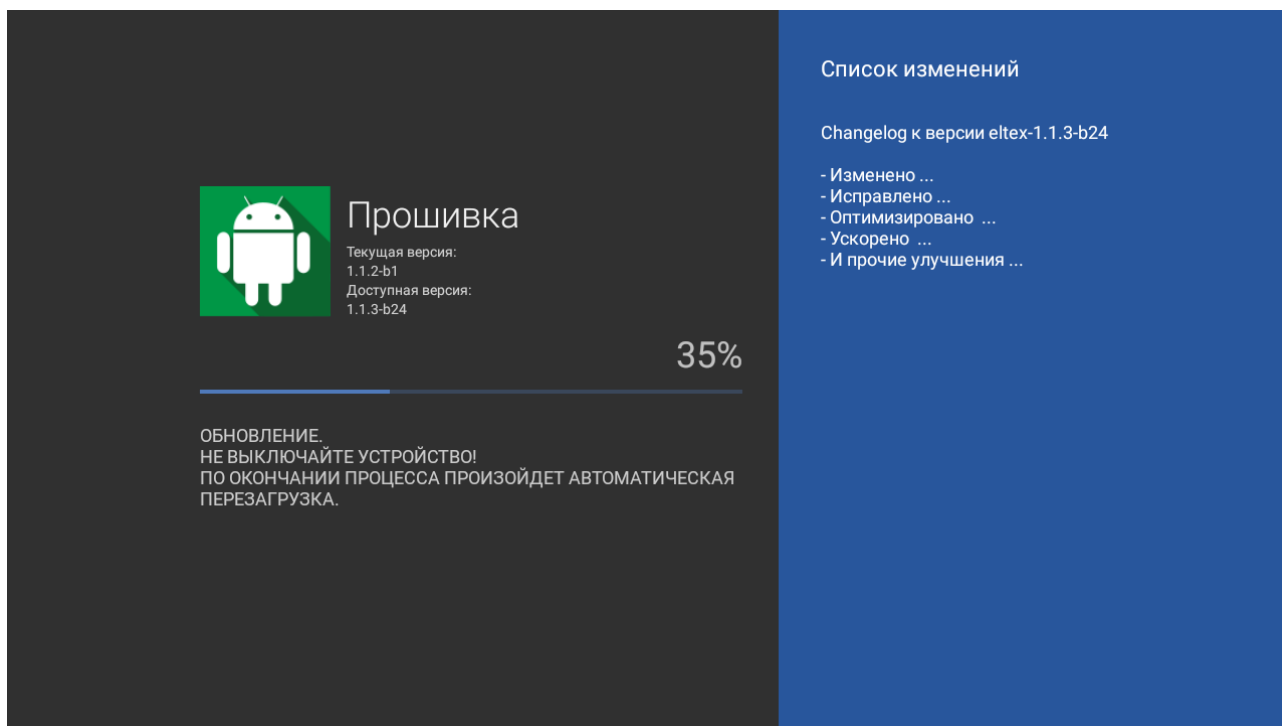 Прошивка
Текущая версия:
1.1.2-b1
Доступная версия:
1.1.3-b24
35%
ОБНОВЛЕНИЕ.
НЕ ВЫКЛЮЧАЙТЕ УСТРОЙСТВО!
ПО ОКОНЧАНИИ ПРОЦЕССА ПРОИЗОЙДЕТ АВТОМАТИЧЕСКАЯ
ПЕРЕЗАГРУЗКА.
Список изменений
Changelog к версии eltex-1.1.3-b24
- Изменено ...
- Исправлено ...
- Оптимизировано  ...
- Ускорено  ...
- И прочие улучшения ...